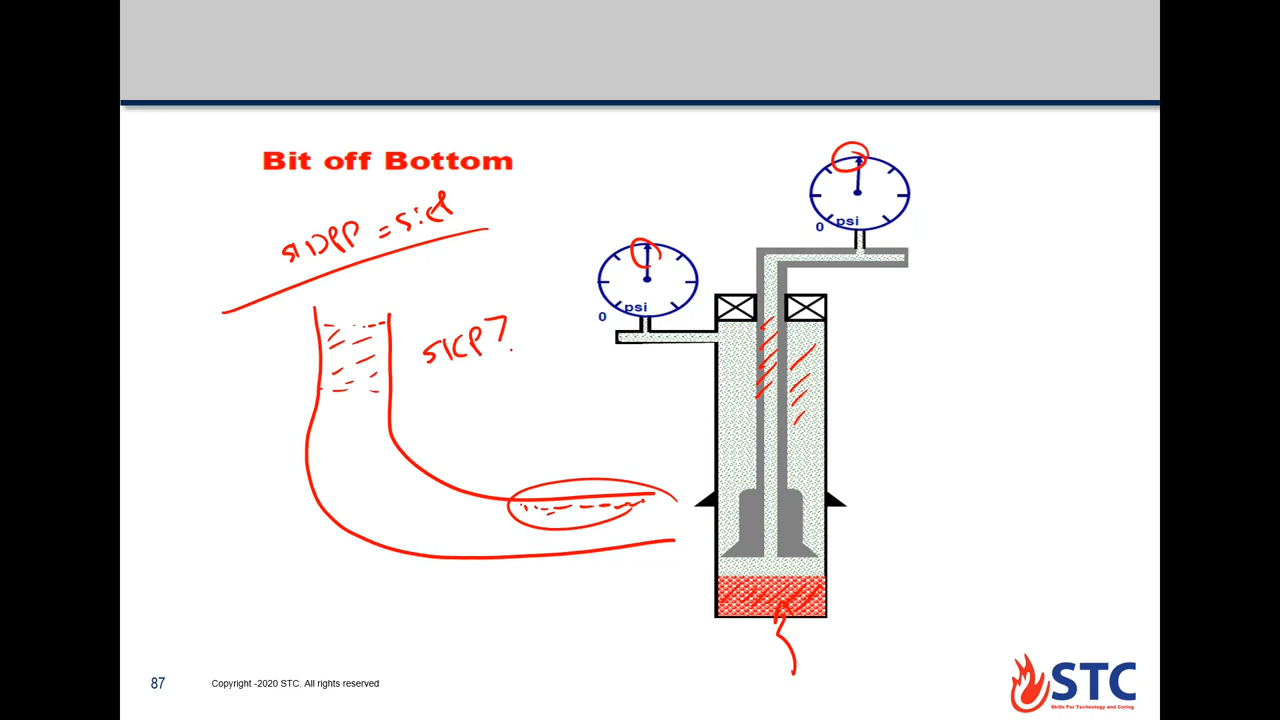 Bit off Bottom
SIDPP = SICP
SICP?
0 psi
0 psi
87
Copyright -2020 STC. All rights reserved
STC
Skills For Technology and Caring